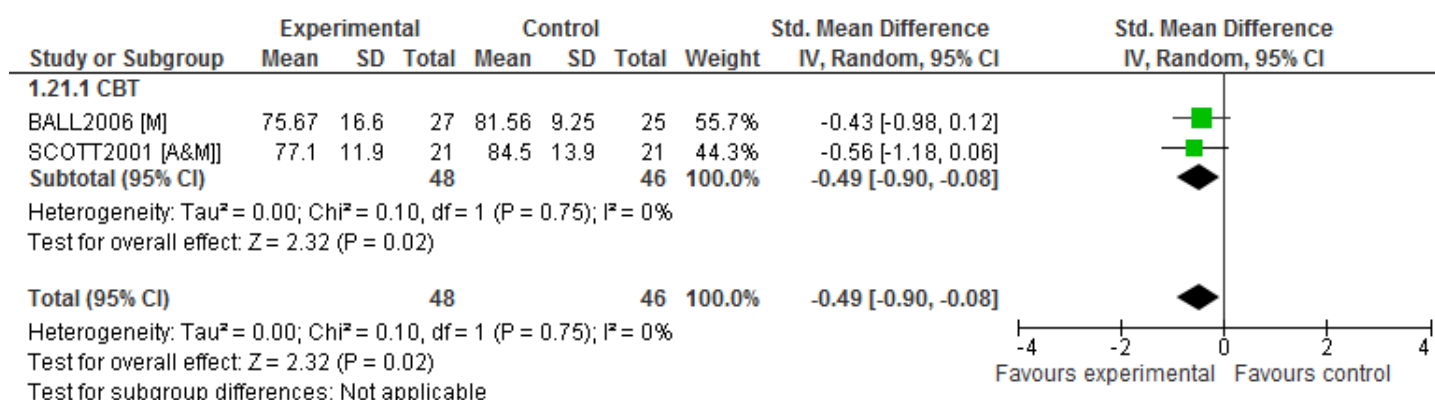 Experimental Control Std. Mean Difference Std. Mean Difference
Study or Subgroup Mean SD Total Mean SD Total Weight IV, Random, 95% CI IV, Random, 95% CI
1.21.1 CBT
BALL2006 [M] 75.67 16.6 27 81.56 9.25 25 55.7% -0.43 [-0.98, 0.12]
SCOTT2001 [A&M]] 77.1 11.9 21 84.5 13.9 21 44.3% -0.56 [-1.18, 0.06]
Subtotal (95% CI) 48 46 100.0% -0.49 [-0.90, -0.08]
Heterogeneity: Tau² = 0.00; Chi² = 0.10, df = 1 (P = 0.75); I² = 0%
Test for overall effect: Z = 2.32 (P = 0.02)
Total (95% CI) 48 46 100.0% -0.49 [-0.90, -0.08]
Heterogeneity: Tau² = 0.00; Chi² = 0.10, df = 1 (P = 0.75); I² = 0%
Test for overall effect: Z = 2.32 (P = 0.02)
Test for subgroup differences: Not applicable
-4 -2 0 2 4
Favours experimental Favours control